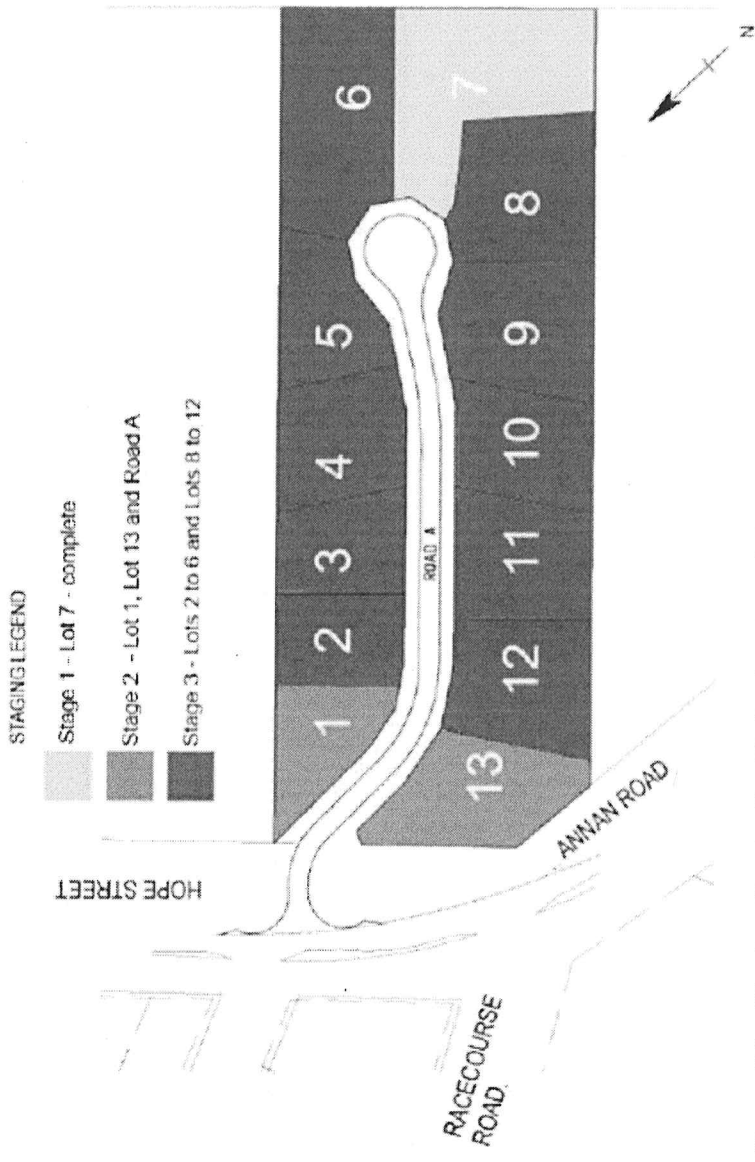 STAGING LEGEND
Stage 1 - Lot 7 - complete
Stage 2 - Lot 1, Lot 13 and Road A
Stage 3 - Lots 2 to 6 and Lots 8 to 12
HOPE STREET
1
2
3
4
5
6
7
ROAD A
13
12
11
10
9
8
ANNAN ROAD
RACECOURSE
ROAD.
N